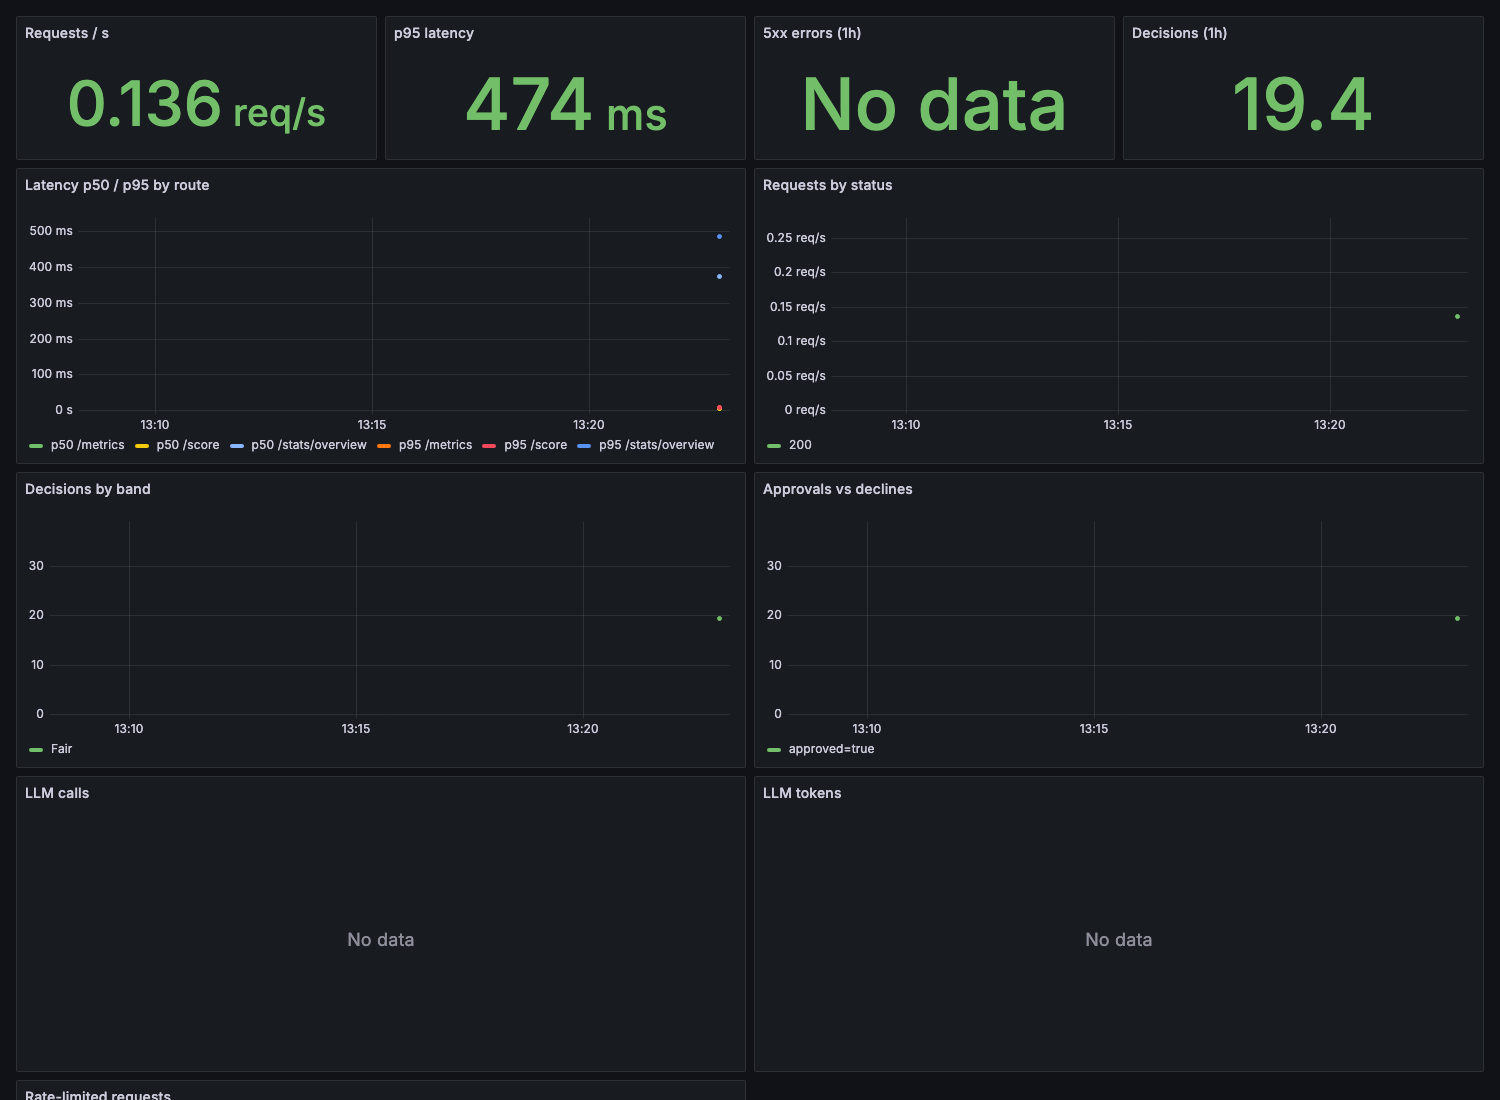 Requests / s
0.136 req/s
p95 latency
474 ms
5xx errors (1h)
No data
Decisions (1h)
19.4
Latency p50 / p95 by route
500 ms
400 ms
300 ms
200 ms
100 ms
0 s
13:10 13:15 13:20
p50 /metrics p50 /score p50 /stats/overview p95 /metrics p95 /score p95 /stats/overview
Requests by status
0.25 req/s
0.2 req/s
0.15 req/s
0.1 req/s
0.05 req/s
0 req/s
13:10 13:15 13:20
200
Decisions by band
30
20
10
0
13:10 13:15 13:20
Fair
Approvals vs declines
30
20
10
0
13:10 13:15 13:20
approved=true
LLM calls
No data
LLM tokens
No data
Rate-limited requests